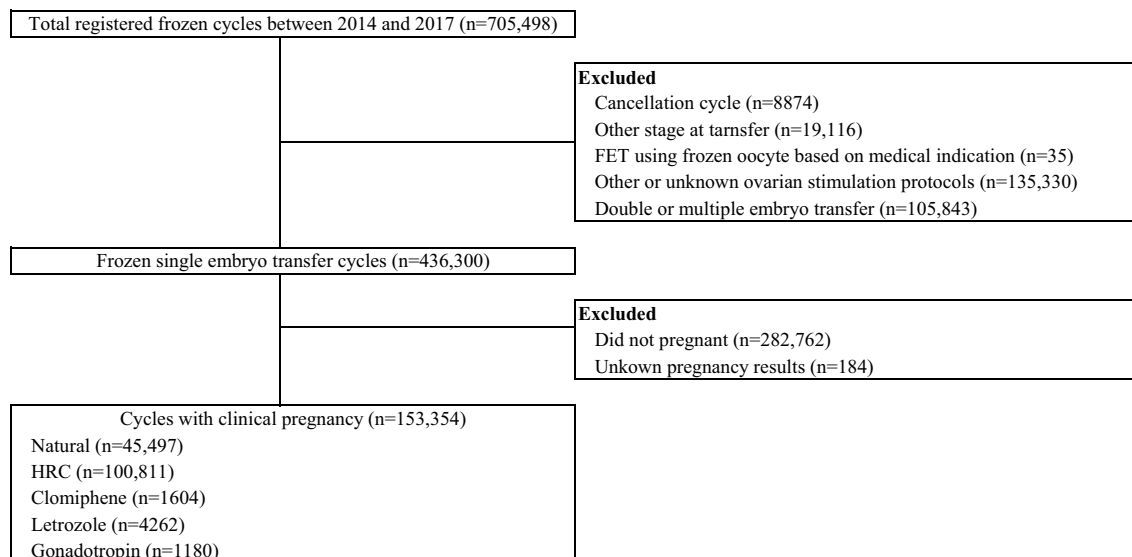 Total registered frozen cycles between 2014 and 2017 (n=705,498)
Excluded
Cancellation cycle (n=8874)
Other stage at tarnsfer (n=19,116)
FET using frozen oocyte based on medical indication (n=35)
Other or unknown ovarian stimulation protocols (n=135,330)
Double or multiple embryo transfer (n=105,843)
Frozen single embryo transfer cycles (n=436,300)
Excluded
Did not pregnant (n=282,762)
Unkown pregnancy results (n=184)
Cycles with clinical pregnancy (n=153,354)
Natural (n=45,497)
HRC (n=100,811)
Clomiphene (n=1604)
Letrozole (n=4262)
Gonadotropin (n=1180)